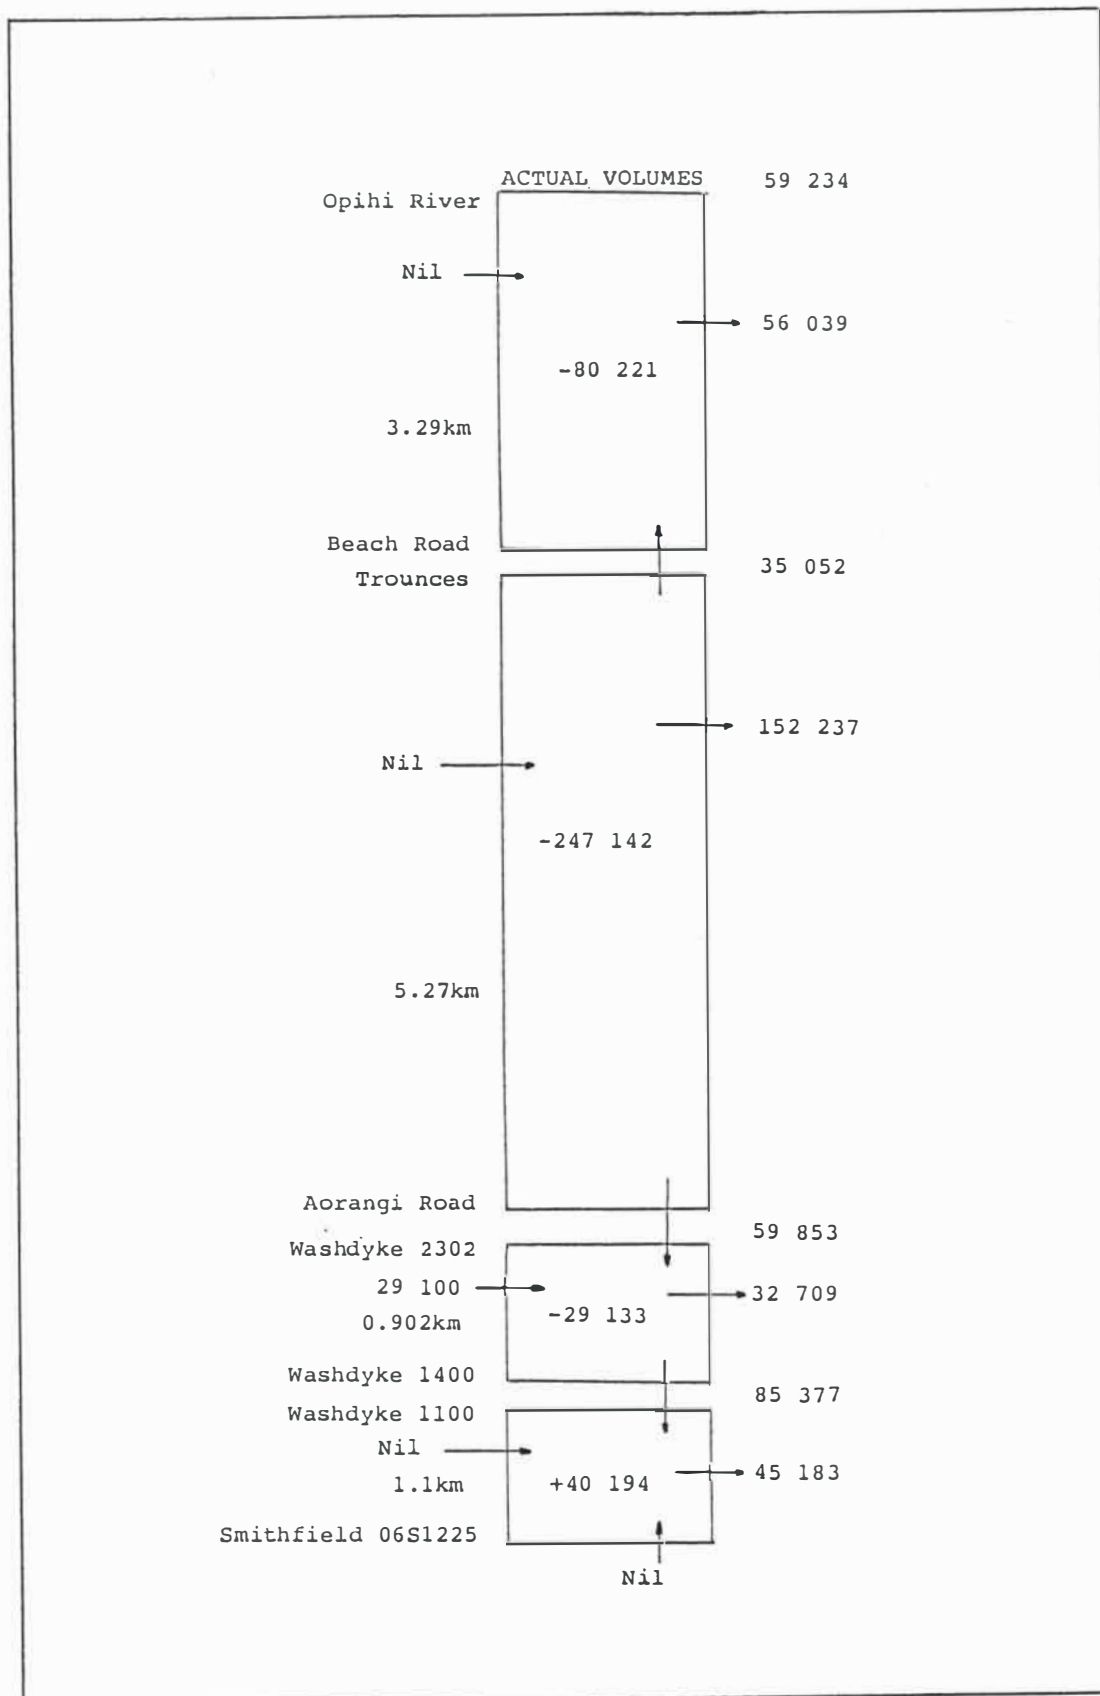 ACTUAL VOLUMES 59 234
Opihi River
Nil
56 039
-80 221
3.29km
Beach Road
35 052
Trounces
152 237
Nil
-247 142
5.27km
Aorangi Road
59 853
Washdyke 2302
29 100
32 709
-29 133
0.902km
Washdyke 1400
85 377
Washdyke 1100
Nil
45 183
1.1km
+40 194
Smithfield 06S1225
Nil